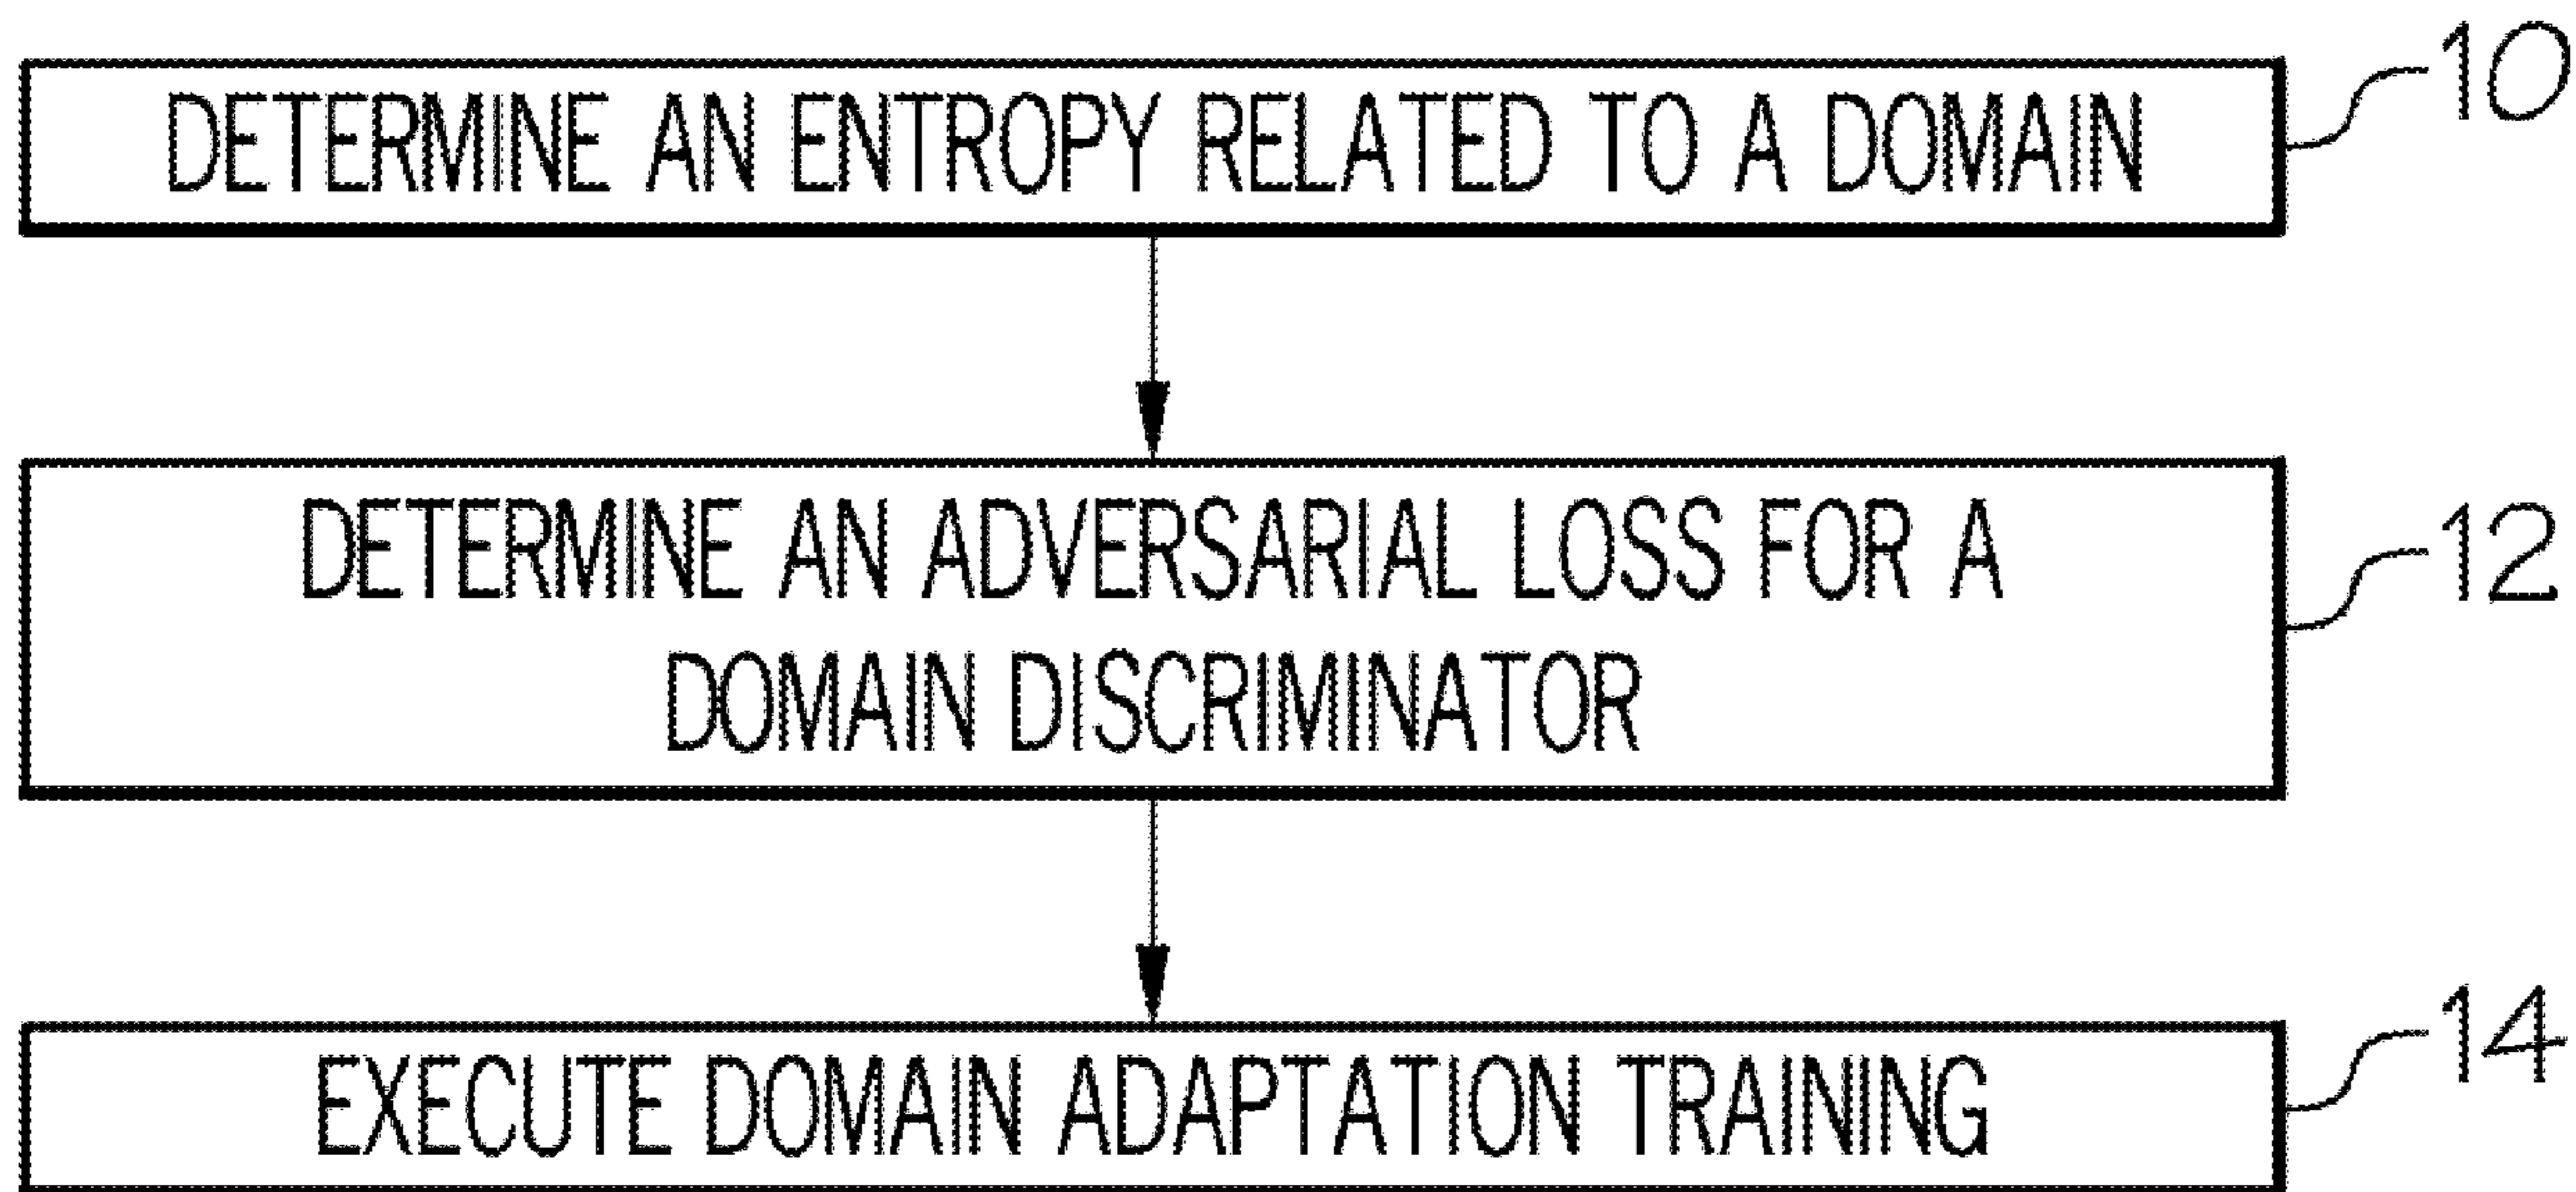 DETERMINE AN ENTROPY RELATED TO A DOMAIN
10
DETERMINE AN ADVERSARIAL LOSS FOR A
DOMAIN DISCRIMINATOR
12
EXECUTE DOMAIN ADAPTATION TRAINING
14